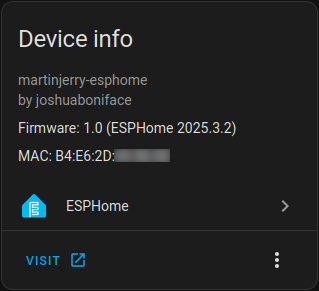 Device info
martinjerry-esphome
by joshuaboniface
Firmware: 1.0 (ESPHome 2025.3.2)
MAC: B4:E6:2D:
ESPHome
VISIT